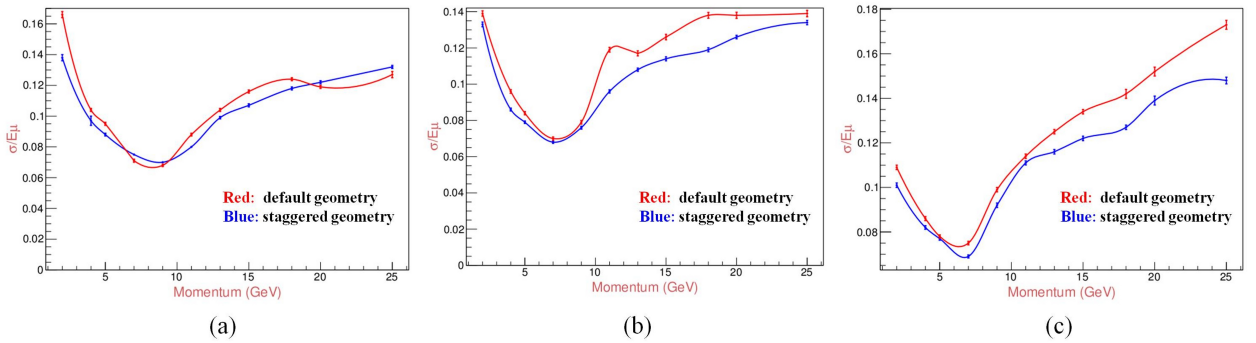 0.16
0.14
0.12
0.1
0.08
0.06
0.04
0.02
0
σ/Eμ
5
10
15
20
25
Momentum (GeV)
Red: default geometry
Blue: staggered geometry
(a)
0.14
0.12
0.1
0.08
0.06
0.04
0.02
0
σ/Eμ
5
10
15
20
25
Momentum (GeV)
Red: default geometry
Blue: staggered geometry
(b)
0.18
0.16
0.14
0.12
0.1
0.08
σ/Eμ
5
10
15
20
25
Momentum (GeV)
Red: default geometry
Blue: staggered geometry
(c)